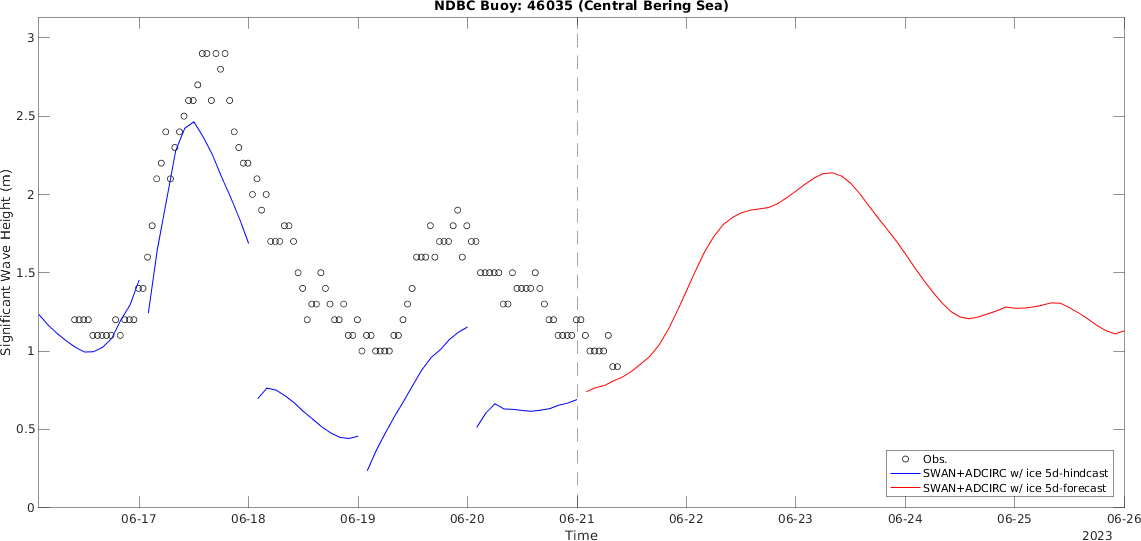 NDBC Buoy: 46035 (Central Bering Sea)
3
2.5
2
1.5
1
0.5
0
Significant Wave Height (m)
06-17 06-18 06-19 06-20 06-21 06-22 06-23 06-24 06-25 06-26
Time
2023
Obs.
SWAN+ADCIRC w/ ice 5d-hindcast
SWAN+ADCIRC w/ ice 5d-forecast